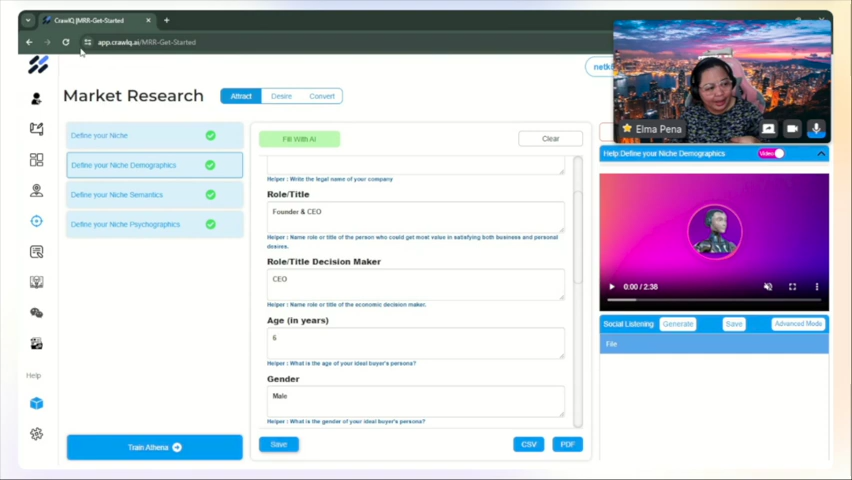 CrawlQ |MRR-Get-Started
app.crawlq.ai/MRR-Get-Started
Market Research
Attract
Desire
Convert
Define your Niche
Define your Niche Demographics
Define your Niche Semantics
Define your Niche Psychographics
Help
Train Athena
Fill With AI
Clear
Helper : Write the legal name of your company
Role/Title
Founder & CEO
Helper : Name role or title of the person who could get most value in satisfying both business and personal
desires.
Role/Title Decision Maker
CEO
Helper : Name role or title of the economic decision maker.
Age (in years)
6
Helper : What is the age of your ideal buyer's persona?
Gender
Male
Helper : What is the gender of your ideal buyer's persona?
Save
CSV
PDF
Elma Pena
Help Define your Niche Demographics
Video
0:00 / 2:38
Social Listening
Generate
Save
Advanced Mode
File